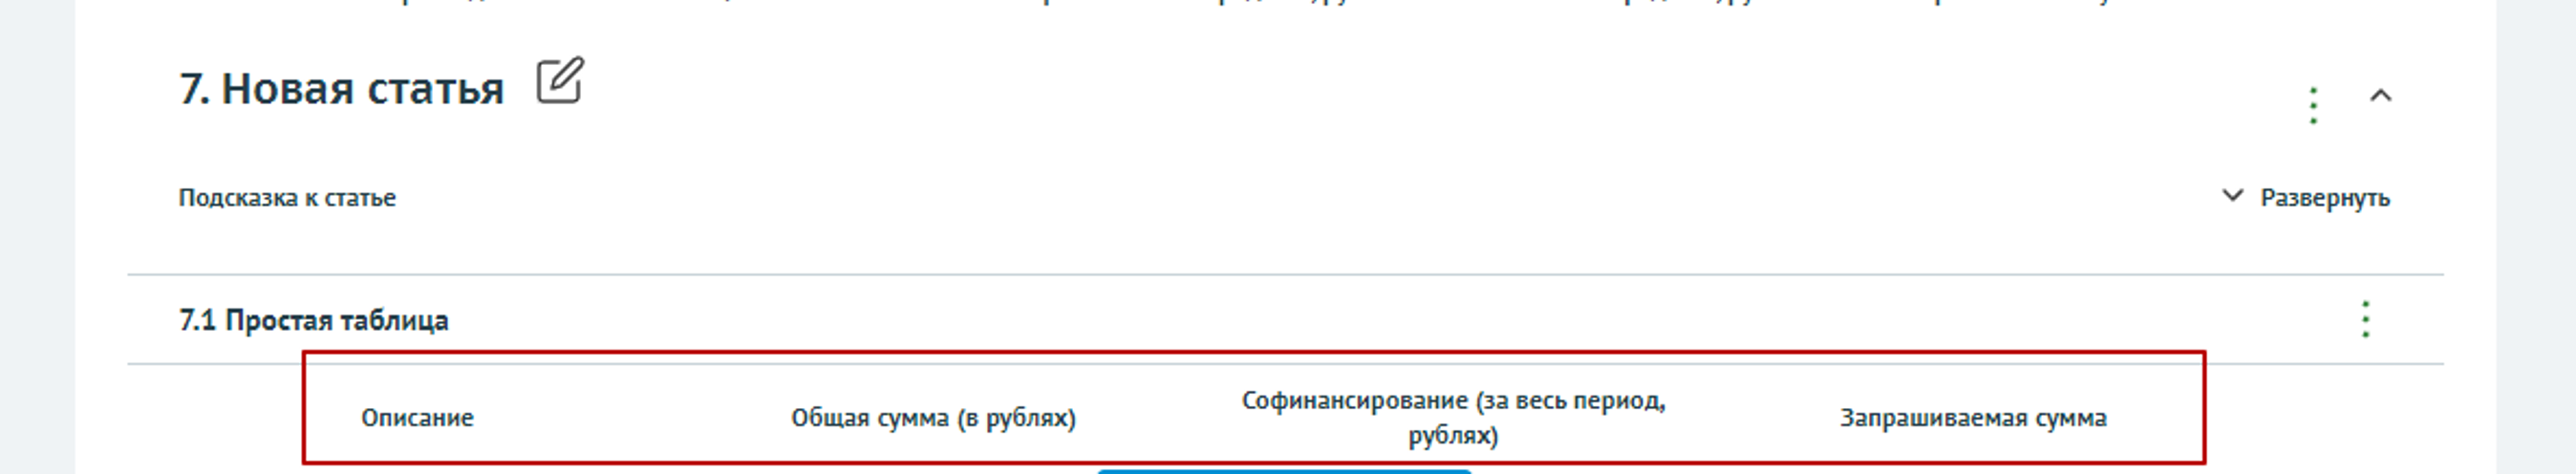 7. Новая статья
Подсказка к статье
Развернуть
7.1 Простая таблица
Описание
Общая сумма (в рублях)
Софинансирование (за весь период,
рублях)
Запрашиваемая сумма